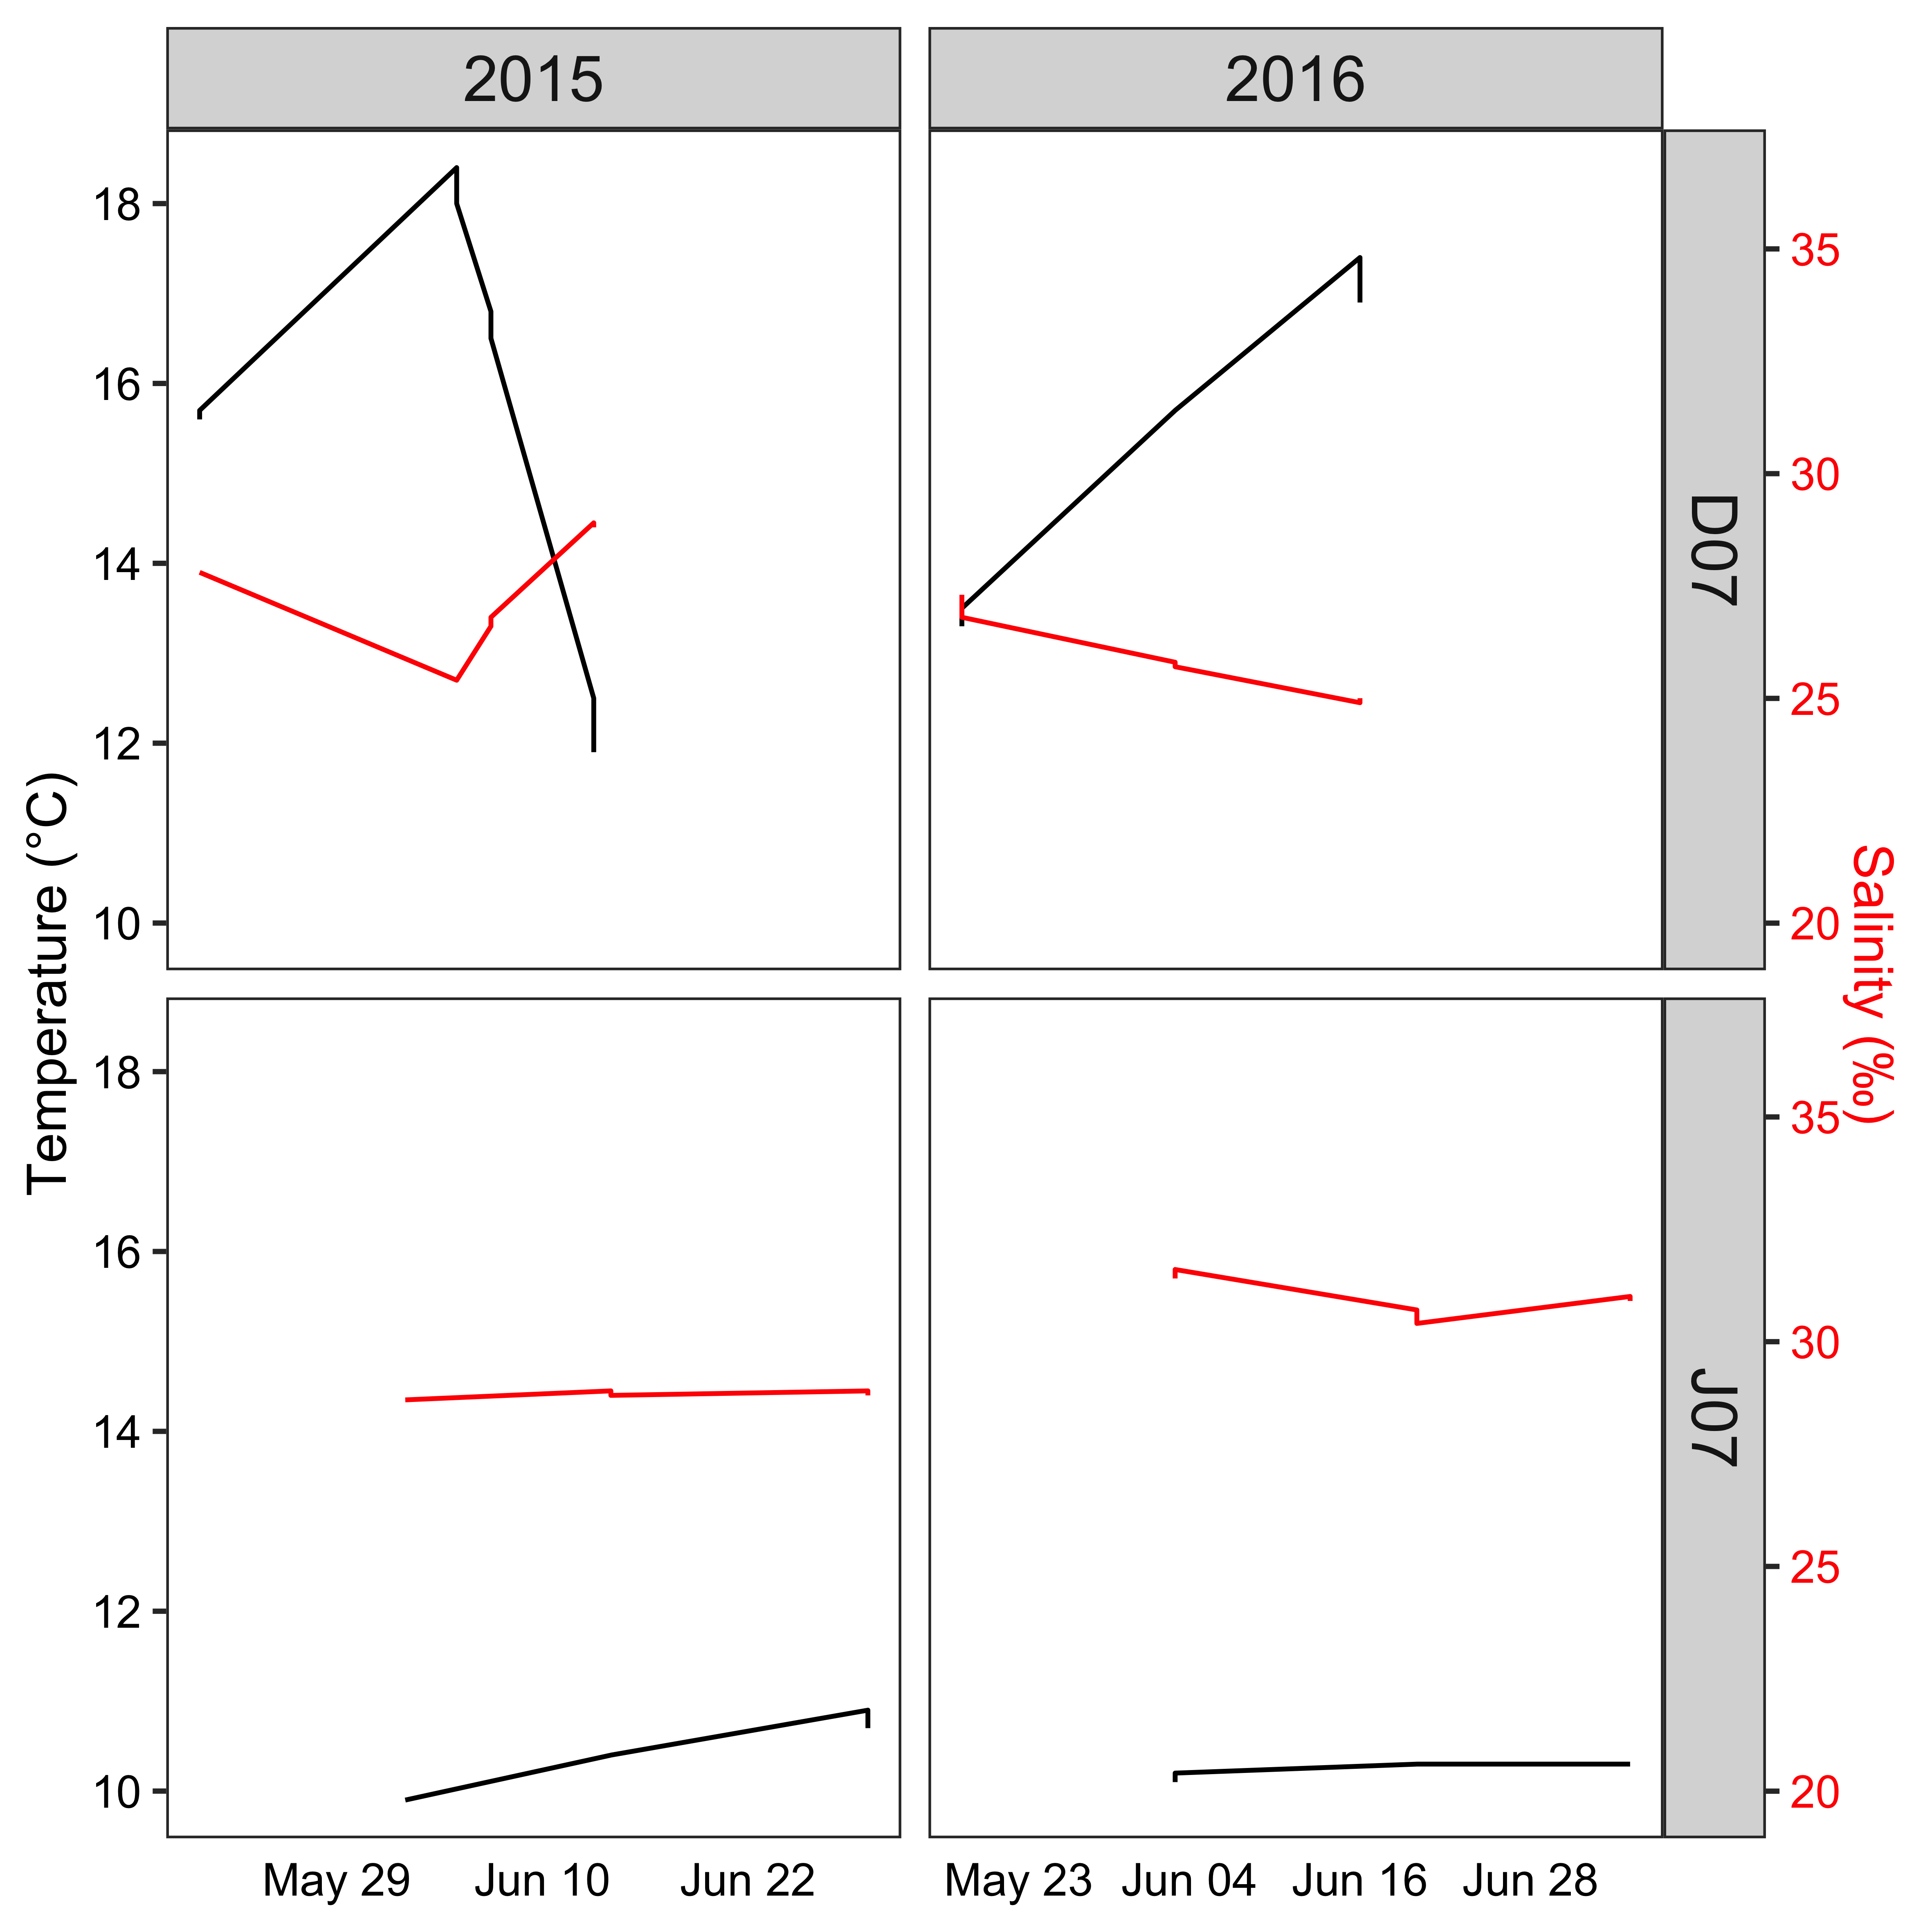 2015
2016
18
16
14
12
10
D07
35
30
25
20
Temperature (°C)
Salinity (‰)
18
16
14
12
10
J07
35
30
25
20
May 29
Jun 10
Jun 22
May 23
Jun 04
Jun 16
Jun 28